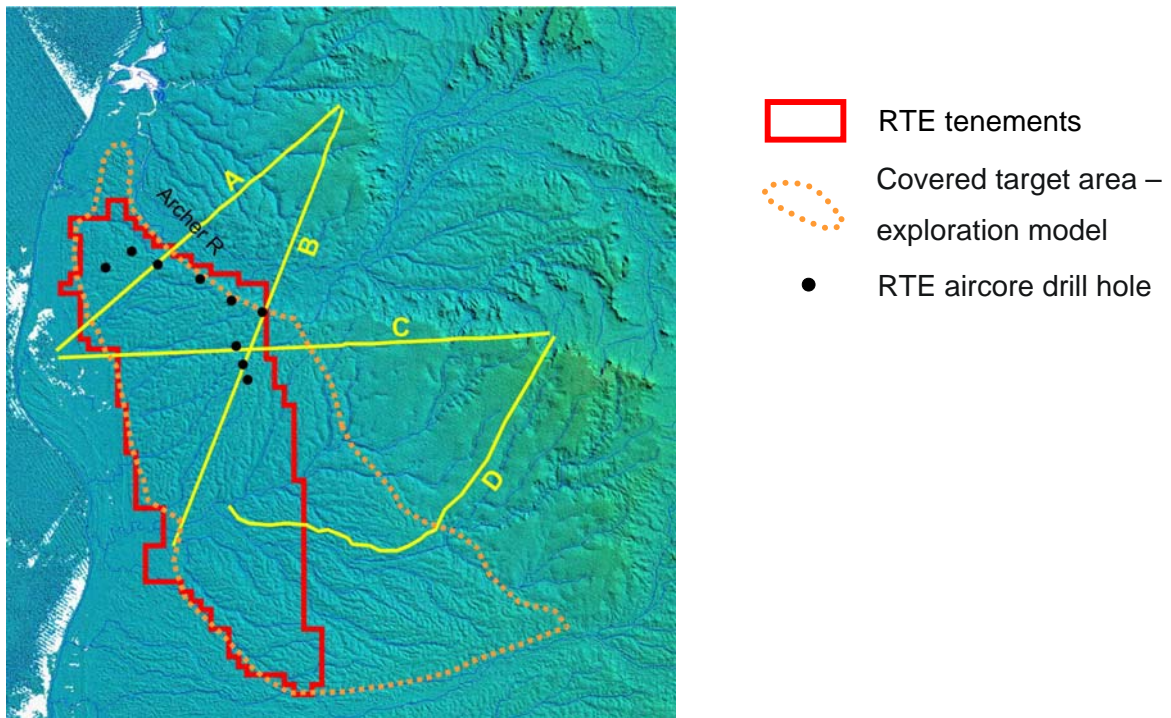 A
Archer R
B
C
D
RTE tenements
Covered target area –
exploration model
RTE aircore drill hole